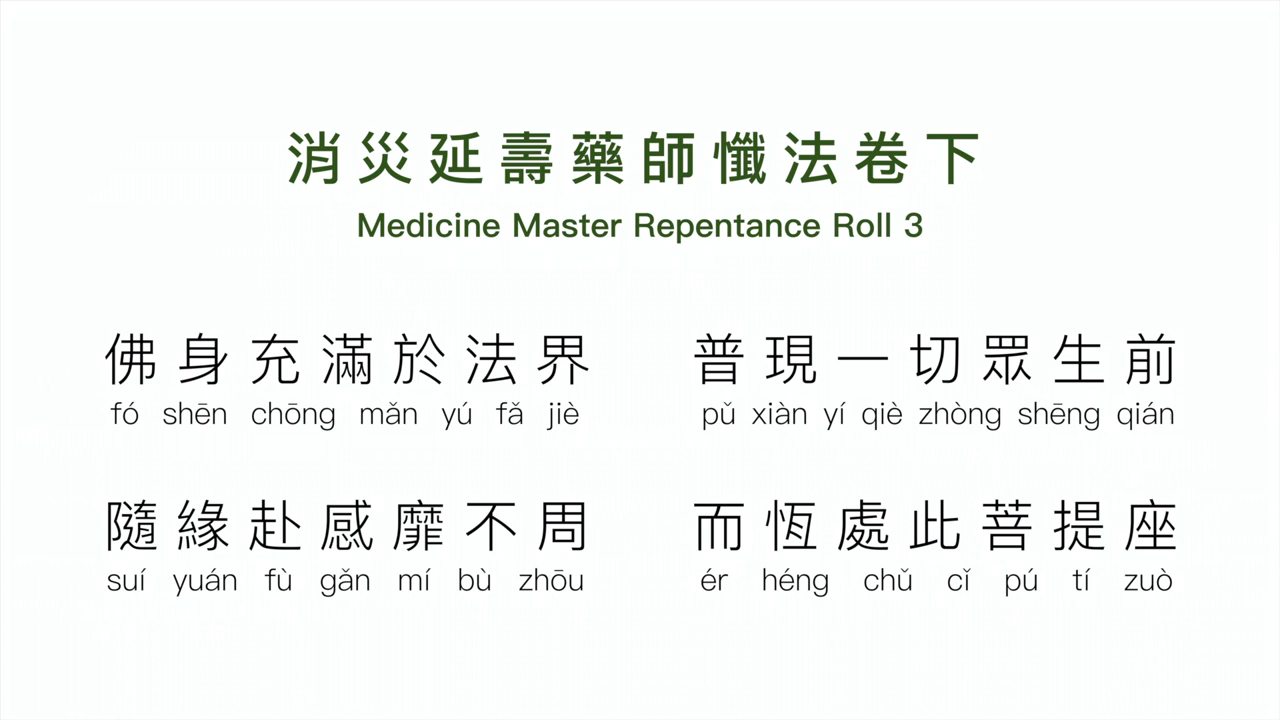 消災延壽藥師懺法卷下
Medicine Master Repentance Roll 3
佛身充滿於法界 普現一切眾生前
fó shēn chōng mǎn yú fǎ jiè pǔ xiàn yí qiè zhòng shēng qián
隨緣赴感靡不周 而恆處此菩提座
suí yuán fù gǎn mí bù zhōu ér héng chǔ cǐ pú tí zuò